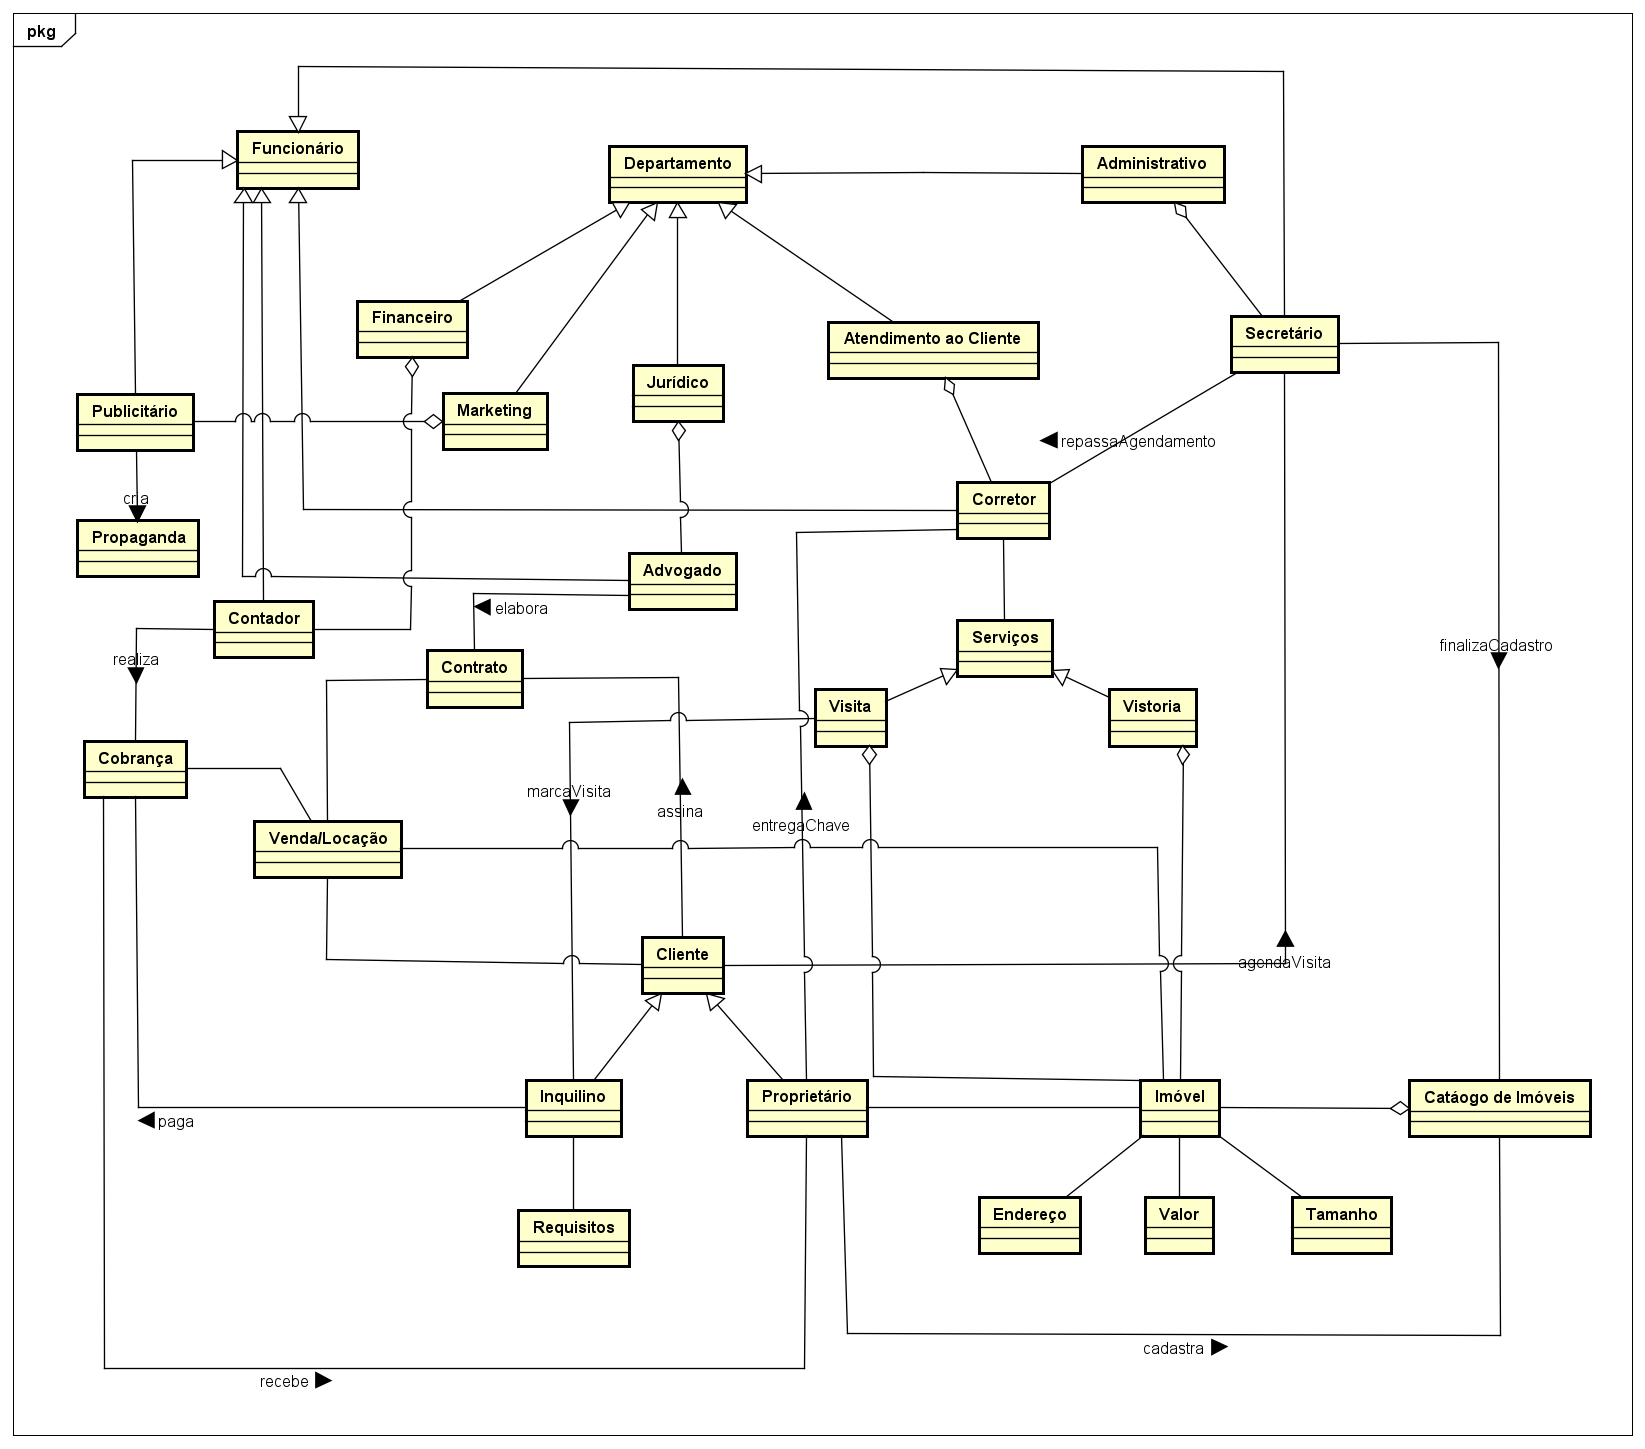 pkg
Funcionário
Departamento
Administrativo
Financeiro
Atendimento ao Cliente
Secretário
Jurídico
Publicitário
Marketing
repassaAgendamento
cria
Corretor
Propaganda
Advogado
elabora
Contador
Serviços
realiza
Contrato
finalizaCadastro
Visita
Vistoria
Cobrança
marcaVisita
assina
entregaChave
Venda/Locação
Cliente
agendaVisita
Inquilino
Proprietário
Imóvel
Catáogo de Imóveis
paga
Requisitos
Endereço
Valor
Tamanho
cadastra
recebe